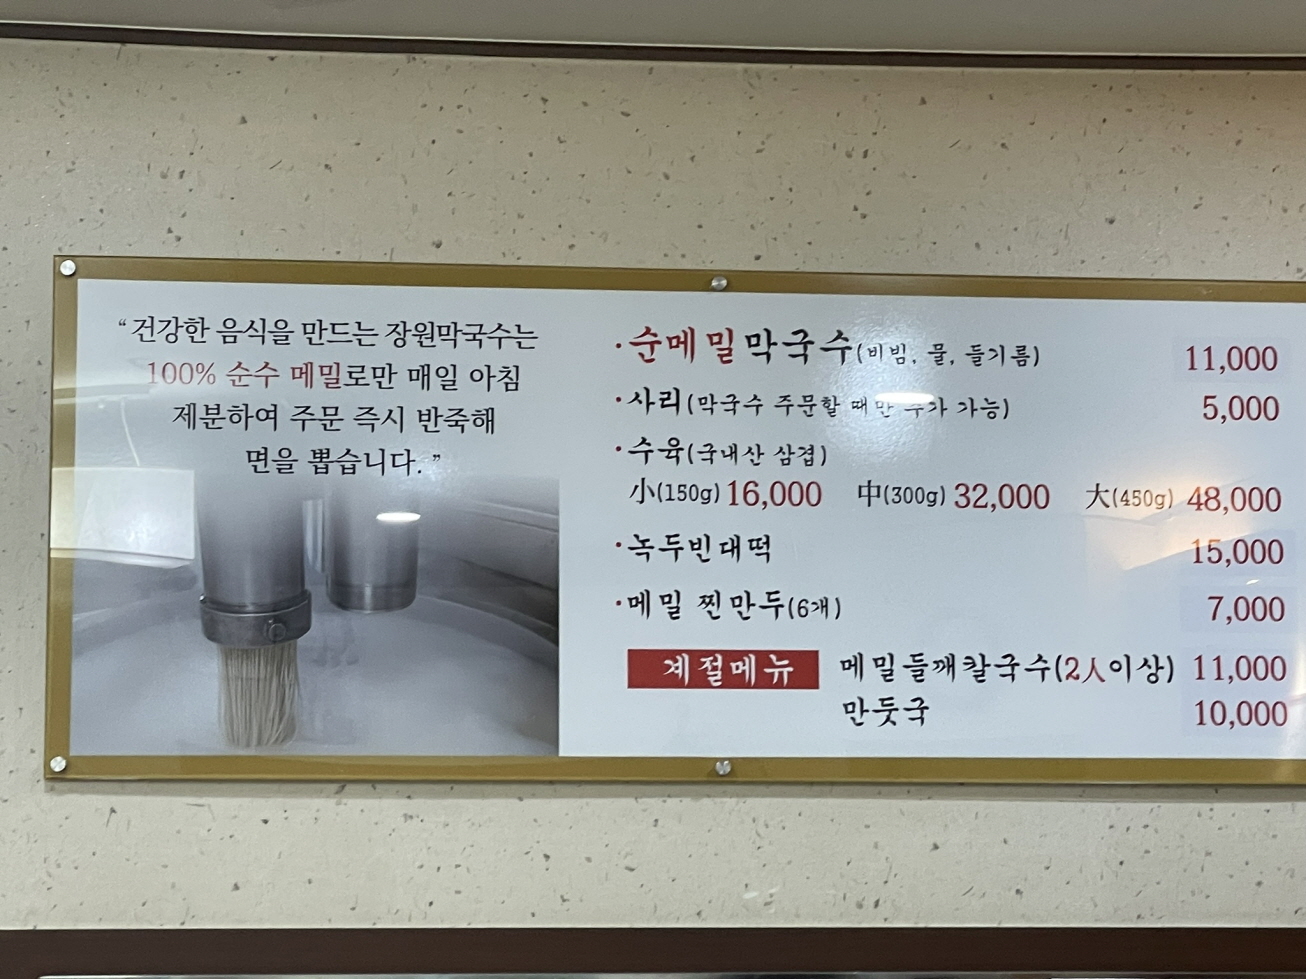 “ 건강한 음식을 만드는 장원막국수는
100% 순수 메밀로만 매일 아침
제분하여 주문 즉시 반죽해
면을 뽑습니다. ”
·순메밀막국수(비빔, 물, 들기름) 11,000
·사리(막국수 주문할 때만 추가 가능) 5,000
·수육(국내산 삼겹)
小(150g) 16,000 中(300g) 32,000 大(450g) 48,000
·녹두빈대떡 15,000
·메밀 찐만두(6개) 7,000
계절메뉴 메밀들깨칼국수(2人이상) 11,000
만둣국 10,000